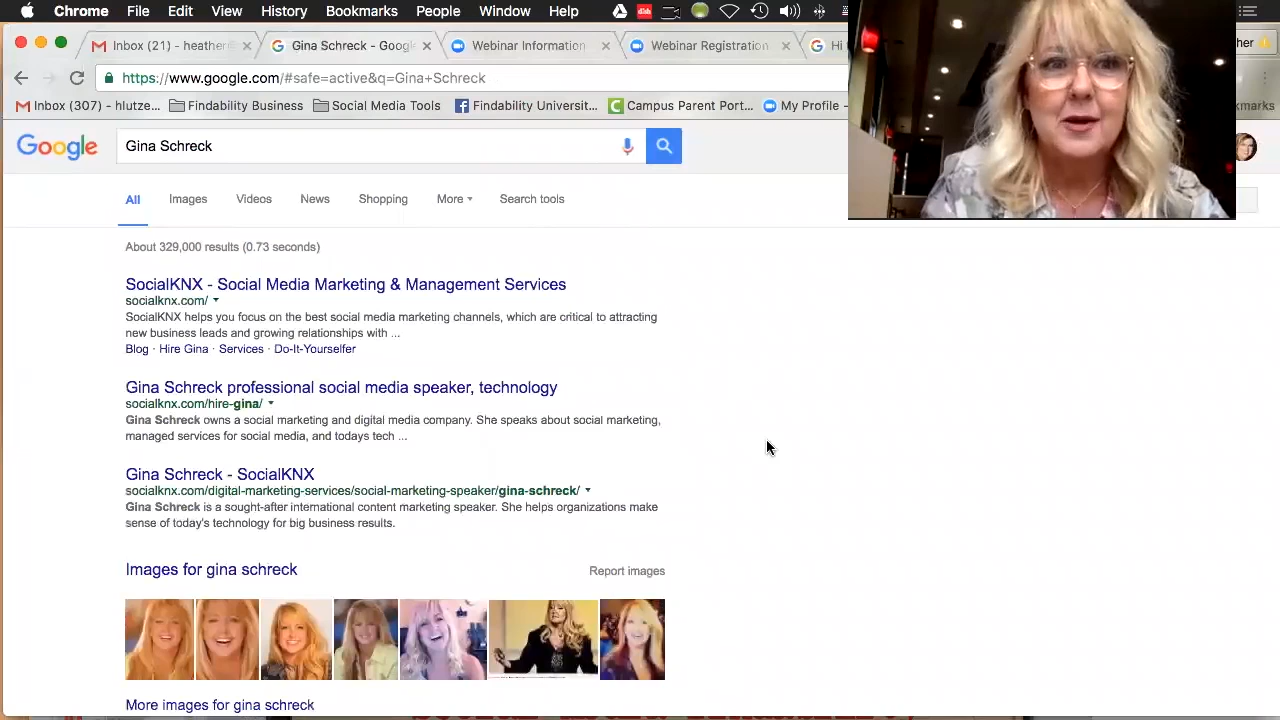 Chrome File Edit View History Bookmarks People Window Help
Inbox (21) - heather
Gina Schreck - Goog
Webinar Information
Webinar Registration
Hi
https://www.google.com/#safe=active&q=Gina+Schreck
Inbox (307) - hlutze... Findability Business Social Media Tools Findability Universit... Campus Parent Port... My Profile -
Google
Gina Schreck
All Images Videos News Shopping More Search tools
About 329,000 results (0.73 seconds)
SocialKNX - Social Media Marketing & Management Services
socialknx.com/
SocialKNX helps you focus on the best social media marketing channels, which are critical to attracting
new business leads and growing relationships with ...
Blog · Hire Gina · Services · Do-It-Yourselfer
Gina Schreck professional social media speaker, technology
socialknx.com/hire-gina/
Gina Schreck owns a social marketing and digital media company. She speaks about social marketing,
managed services for social media, and todays tech ...
Gina Schreck - SocialKNX
socialknx.com/digital-marketing-services/social-marketing-speaker/gina-schreck/
Gina Schreck is a sought-after international content marketing speaker. She helps organizations make
sense of today's technology for big business results.
Images for gina schreck
Report images
More images for gina schreck